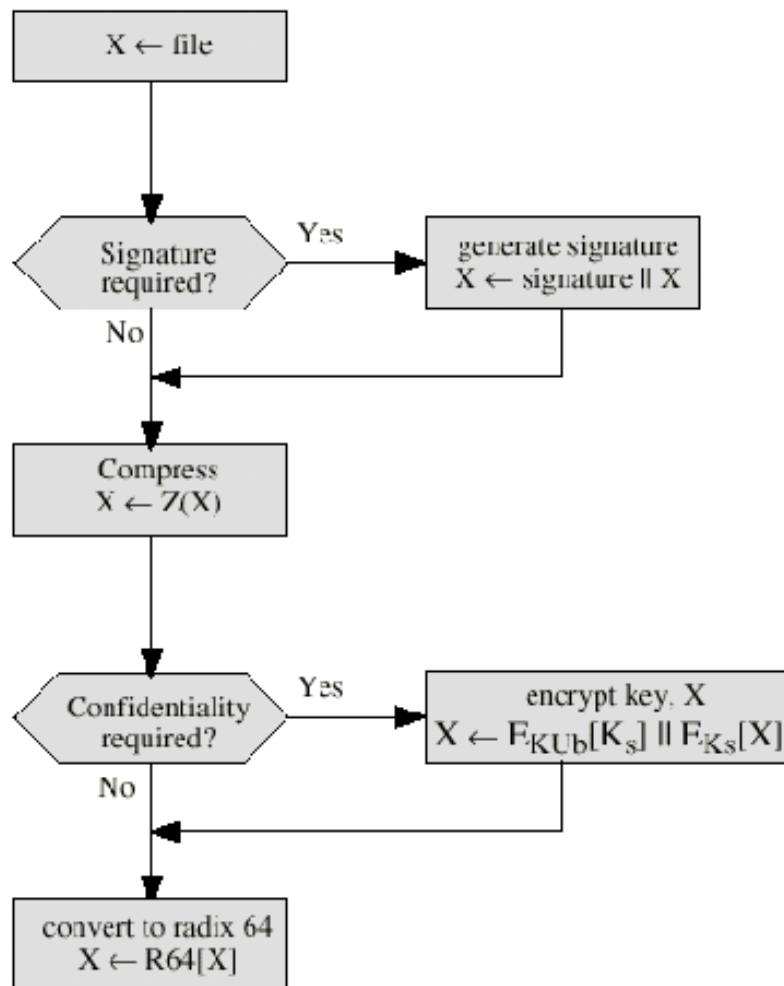 X ← file
Signature
required?
Yes
generate signature
X ← signature || X
No
Compress
X ← Z(X)
Confidentiality
required?
Yes
encrypt key, X
X ← E_KUb[K_s] || E_Ks[X]
No
convert to radix 64
X ← R64[X]